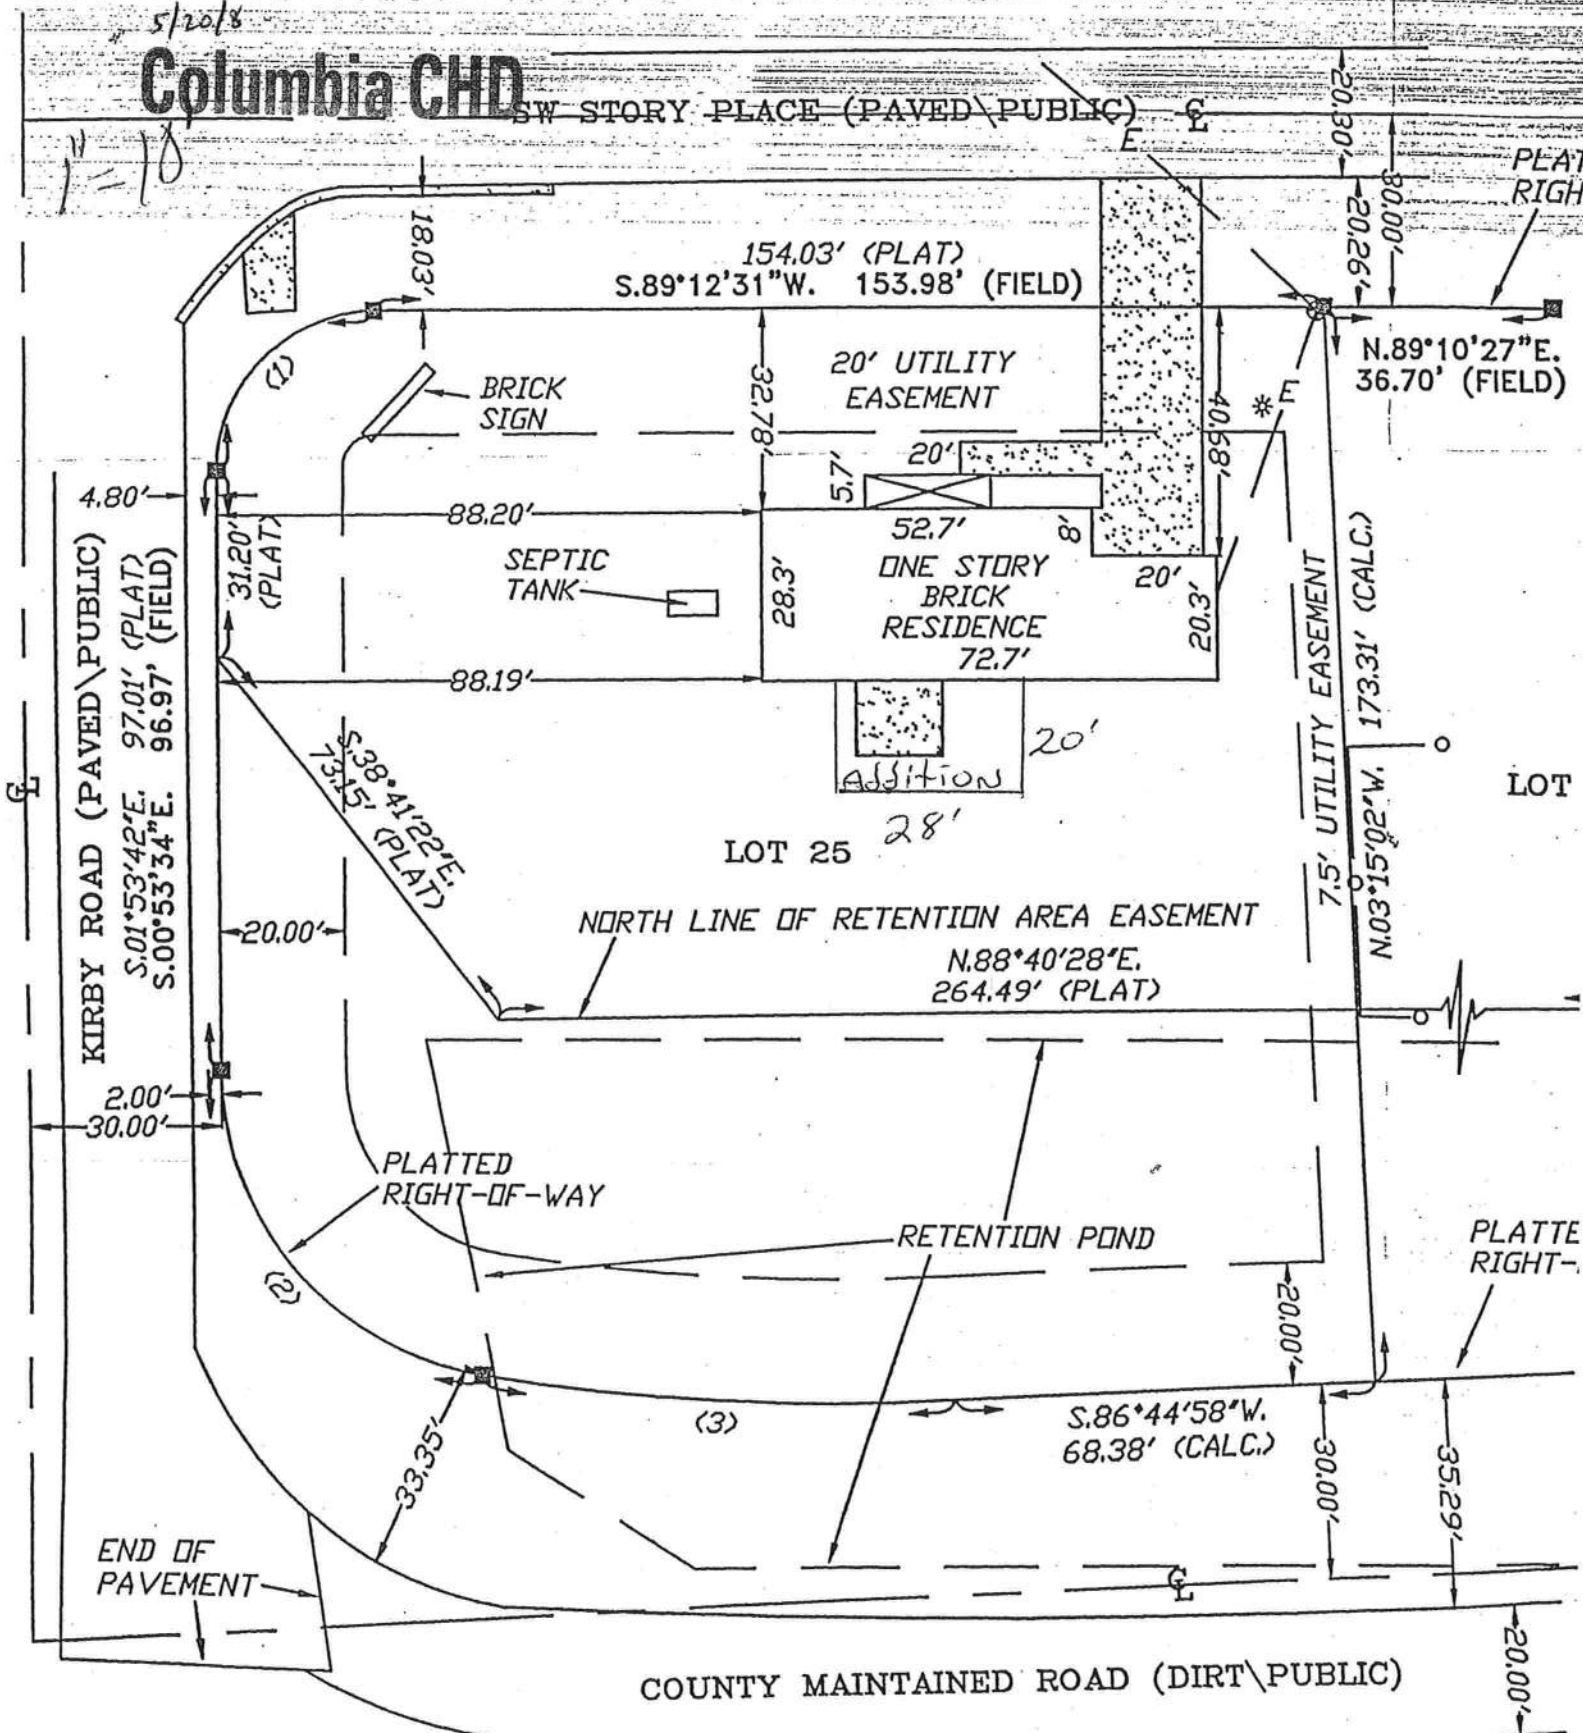 5/20/8
Columbia CHD
1" = 10
SW STORY PLACE (PAVED\PUBLIC)
E
20.30'
30.00'
20.26'
PLAT
RIGH
18.03'
154.03' (PLAT)
S.89°12'31"W. 153.98' (FIELD)
N.89°10'27"E.
36.70' (FIELD)
(1)
BRICK
SIGN
32.78'
20' UTILITY
EASEMENT
40.68'
* E
4.80'
31.20'
(PLAT)
88.20'
20'
5.7'
52.7'
8'
SEPTIC
TANK
28.3'
ONE STORY
BRICK
RESIDENCE
72.7'
20'
20.3'
88.19'
KIRBY ROAD (PAVED\PUBLIC)
S.01°53'42"E. 97.01' (PLAT)
S.00°53'34"E. 96.97' (FIELD)
S.38°41'22"E.
73.15' (PLAT)
Addition
20'
28'
7.5' UTILITY EASEMENT
N.03°15'02"W. 173.31' (CALC.)
LOT
LOT 25
20.00'
NORTH LINE OF RETENTION AREA EASEMENT
N.88°40'28"E.
264.49' (PLAT)
2.00'
30.00'
PLATTED
RIGHT-OF-WAY
RETENTION POND
PLATTE
RIGHT-
(2)
20.00'
33.35'
(3)
S.86°44'58"W.
68.38' (CALC.)
30.00'
35.29'
END OF
PAVEMENT
COUNTY MAINTAINED ROAD (DIRT\PUBLIC)
20.00'